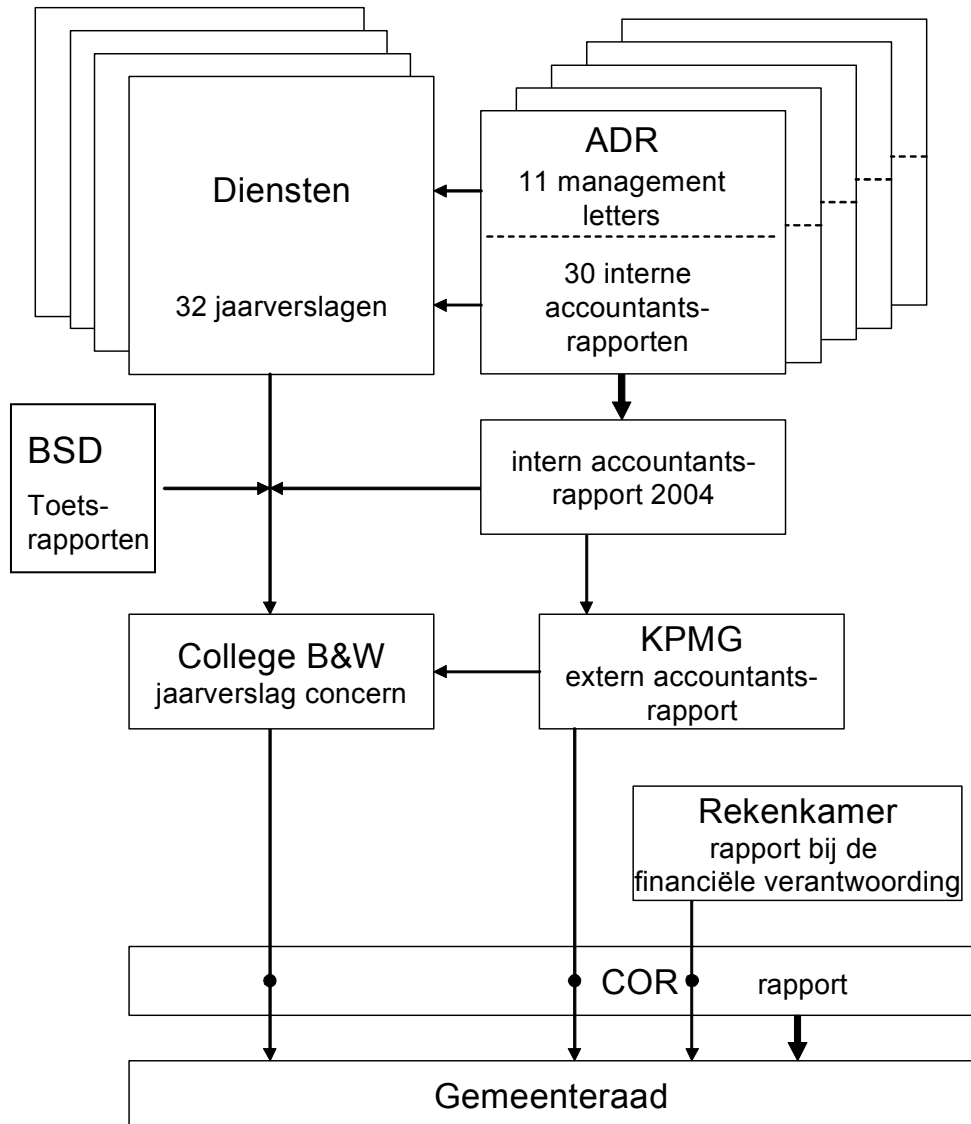 Diensten
32 jaarverslagen
ADR
11 management
letters
30 interne
accountants-
rapporten
BSD
Toets-
rapporten
intern accountants-
rapport 2004
College B&W
jaarverslag concern
KPMG
extern accountants-
rapport
Rekenkamer
rapport bij de
financiële verantwoording
COR
rapport
Gemeenteraad